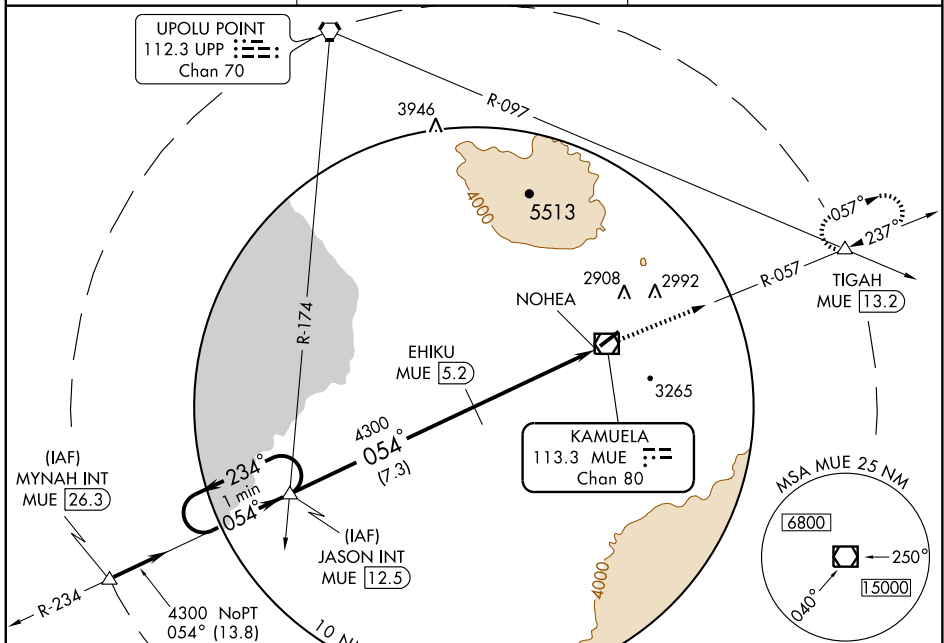 UPOLU POINT
112.3 UPP
Chan 70
R-097
3946
4000
5513
057°
237°
R-057
TIGAH
MUE 13.2
2908
2992
NOHEA
R-174
EHIKU
MUE 5.2
3265
4300
054°
(7.3)
KAMUELA
113.3 MUE
Chan 80
(IAF)
MYNAH INT
MUE 26.3
234°
1 min
054°
(IAF)
JASON INT
MUE 12.5
MSA MUE 25 NM
6800
250°
15000
040°
4000
R-234
4300 NoPT
054° (13.8)